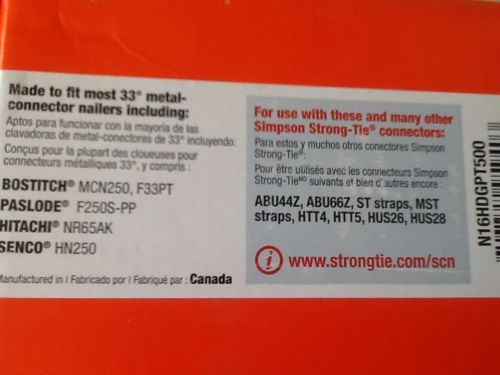 Made to fit most 33° metal-
connector nailers including:
Aptos para funcionar con la mayoría de las
clavadoras de metal-conectores de 33° incluyendo:
Conçus pour la plupart des cloueuses pour
connecteurs métalliques 33°, y compris :
BOSTITCH® MCN250, F33PT
PASLODE® F250S-PP
HITACHI® NR65AK
SENCO® HN250
Manufactured in I Fabricado por I Fabriqué par : Canada
For use with these and many other
Simpson Strong-Tie® connectors:
Para estos y muchos otros conectores Simpson
Strong-Tie®:
Pour être utilisés avec les connecteurs Simpson
Strong-Tie MD suivants et bien d'autres encore :
ABU44Z, ABU66Z, ST straps, MST
straps, HTT4, HTT5, HUS26, HUS28
i www.strongtie.com/scn
N16HDGPT500